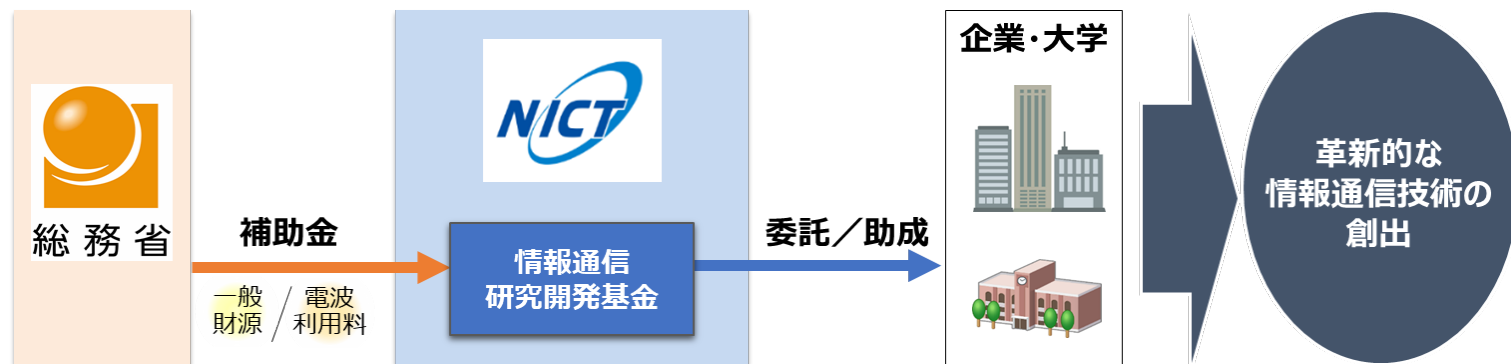 総務省
補助金
一般
財源
/
電波
利用料
NICT
情報通信
研究開発基金
委託／助成
企業・大学
革新的な
情報通信技術の
創出